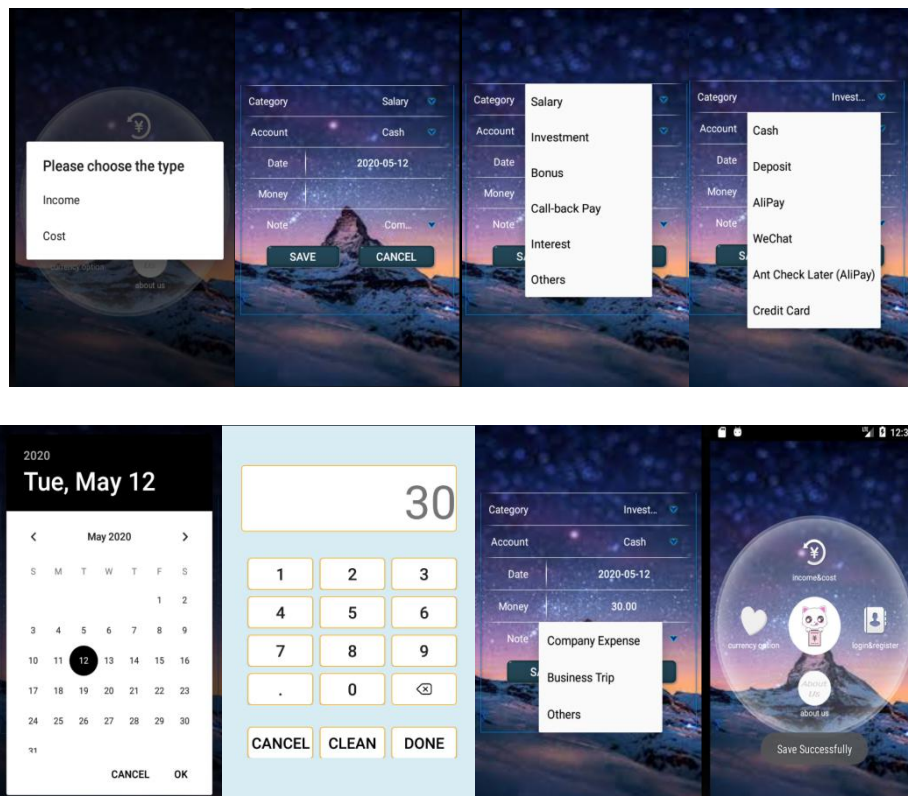 Please choose the type
Income
Cost
currency option
about us
Category Salary
Account Cash
Date 2020-05-12
Money
Note Com...
SAVE CANCEL
Category
Account
Date
Money
Note
Salary
Investment
Bonus
Call-back Pay
Interest
Others
Category Invest...
Account
Date
Money
Note
Cash
Deposit
AliPay
WeChat
Ant Check Later (AliPay)
Credit Card
2020
Tue, May 12
< May 2020 >
S M T W T F S
1 2
3 4 5 6 7 8 9
10 11 12 13 14 15 16
17 18 19 20 21 22 23
24 25 26 27 28 29 30
31
CANCEL OK
30
1 2 3
4 5 6
7 8 9
. 0
CANCEL CLEAN DONE
Category Invest...
Account Cash
Date 2020-05-12
Money 30.00
Note
Company Expense
Business Trip
Others
12:3
¥
income&cost
currency option
login&register
About
Us
about us
Save Successfully